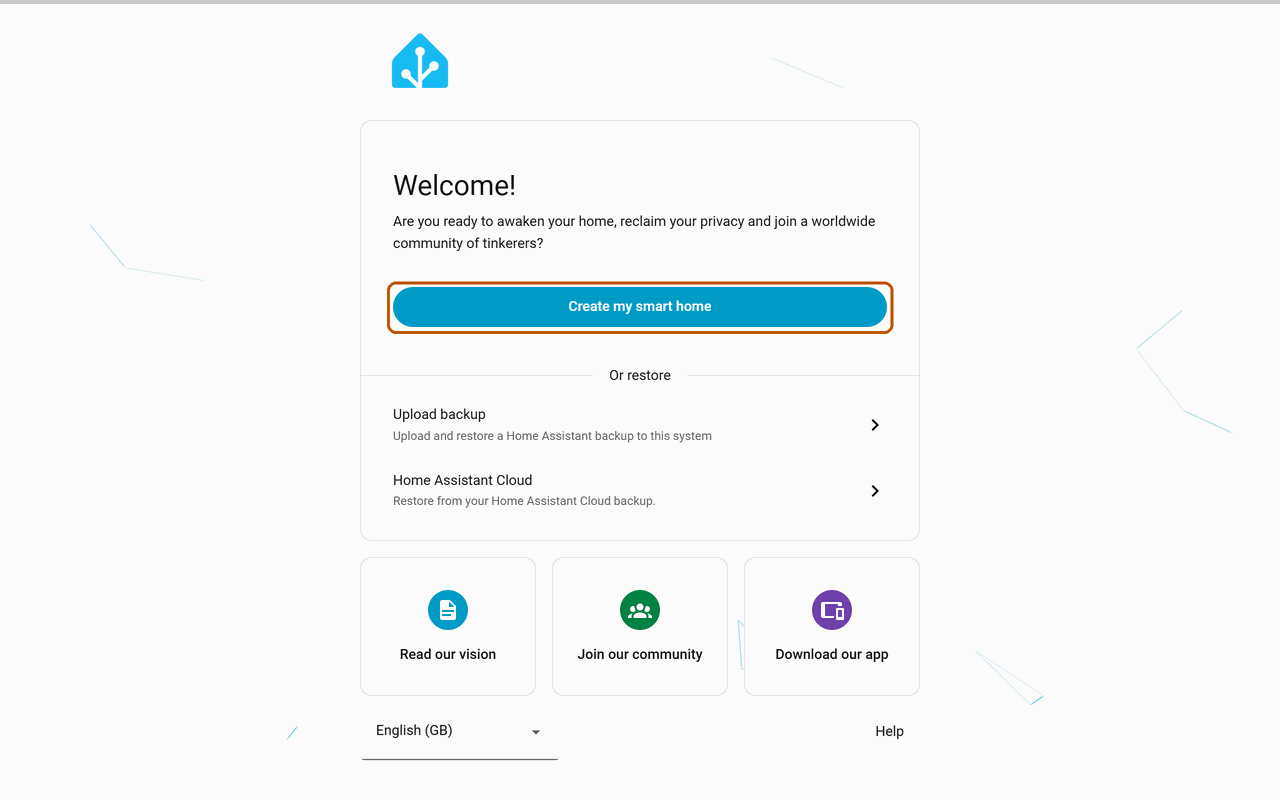 Welcome!
Are you ready to awaken your home, reclaim your privacy and join a worldwide
community of tinkerers?
Create my smart home
Or restore
Upload backup
Upload and restore a Home Assistant backup to this system
Home Assistant Cloud
Restore from your Home Assistant Cloud backup.
Read our vision
Join our community
Download our app
English (GB)
Help